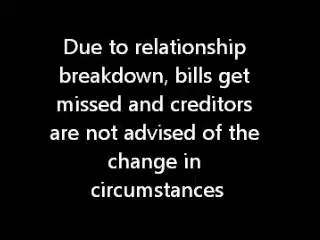 Due to relationship
breakdown, bills get
missed and creditors
are not advised of the
change in
circumstances